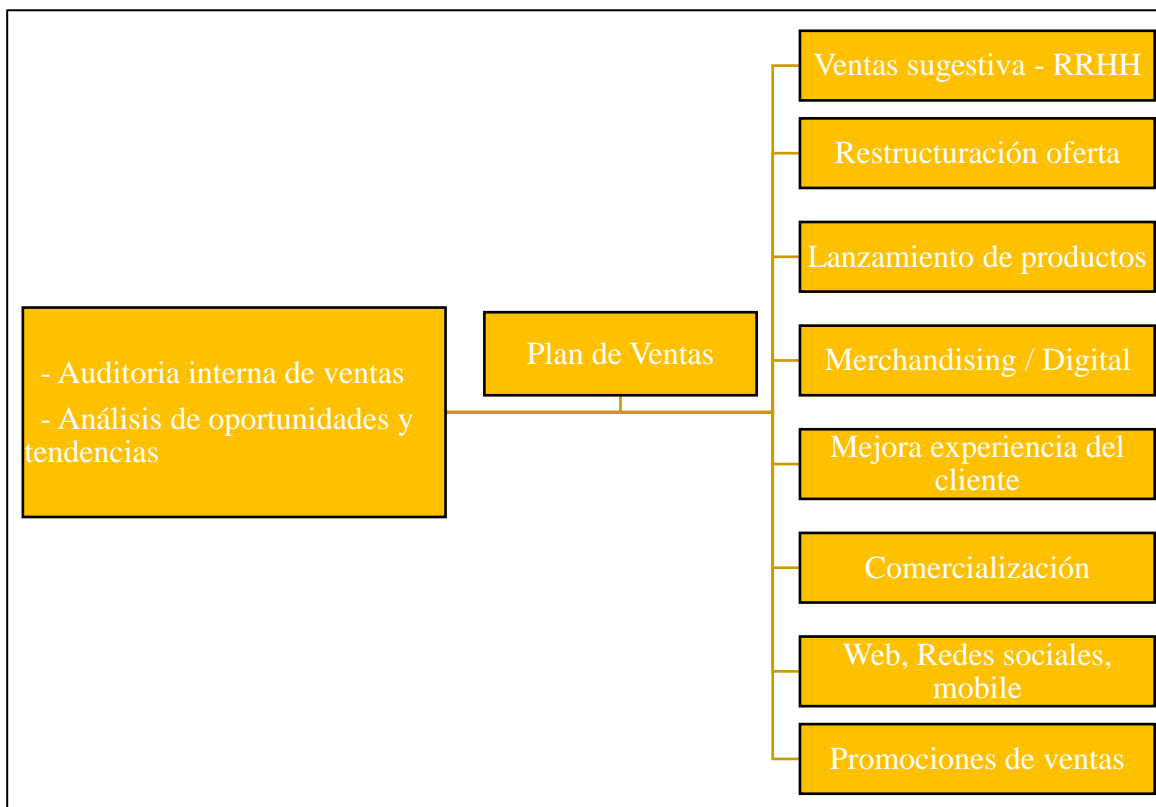 - Auditoria interna de ventas
- Análisis de oportunidades y
tendencias
Plan de Ventas
Ventas sugestiva - RRHH
Restructuración oferta
Lanzamiento de productos
Merchandising / Digital
Mejora experiencia del
cliente
Comercialización
Web, Redes sociales,
mobile
Promociones de ventas